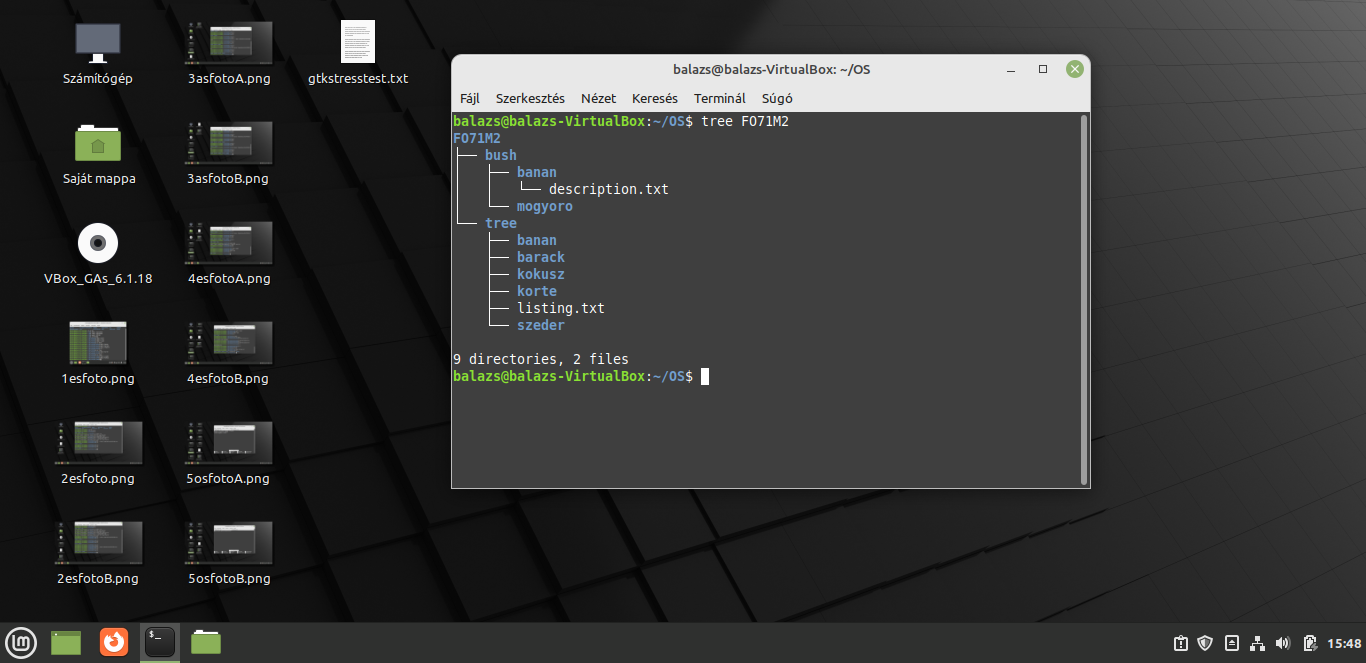 Számítógép
3asfotoA.png
gtkstresstest.txt
Saját mappa
3asfotoB.png
VBox_GAs_6.1.18
4esfotoA.png
1esfoto.png
4esfotoB.png
2esfoto.png
5osfotoA.png
2esfotoB.png
5osfotoB.png
balazs@balazs-VirtualBox: ~/OS
Fájl Szerkesztés Nézet Keresés Terminál Súgó
balazs@balazs-VirtualBox:~/OS$ tree FO71M2
FO71M2
├── bush
│   ├── banan
│   │   └── description.txt
│   └── mogyoro
└── tree
    ├── banan
    ├── barack
    ├── kokusz
    ├── korte
    ├── listing.txt
    └── szeder
9 directories, 2 files
balazs@balazs-VirtualBox:~/OS$
15:48